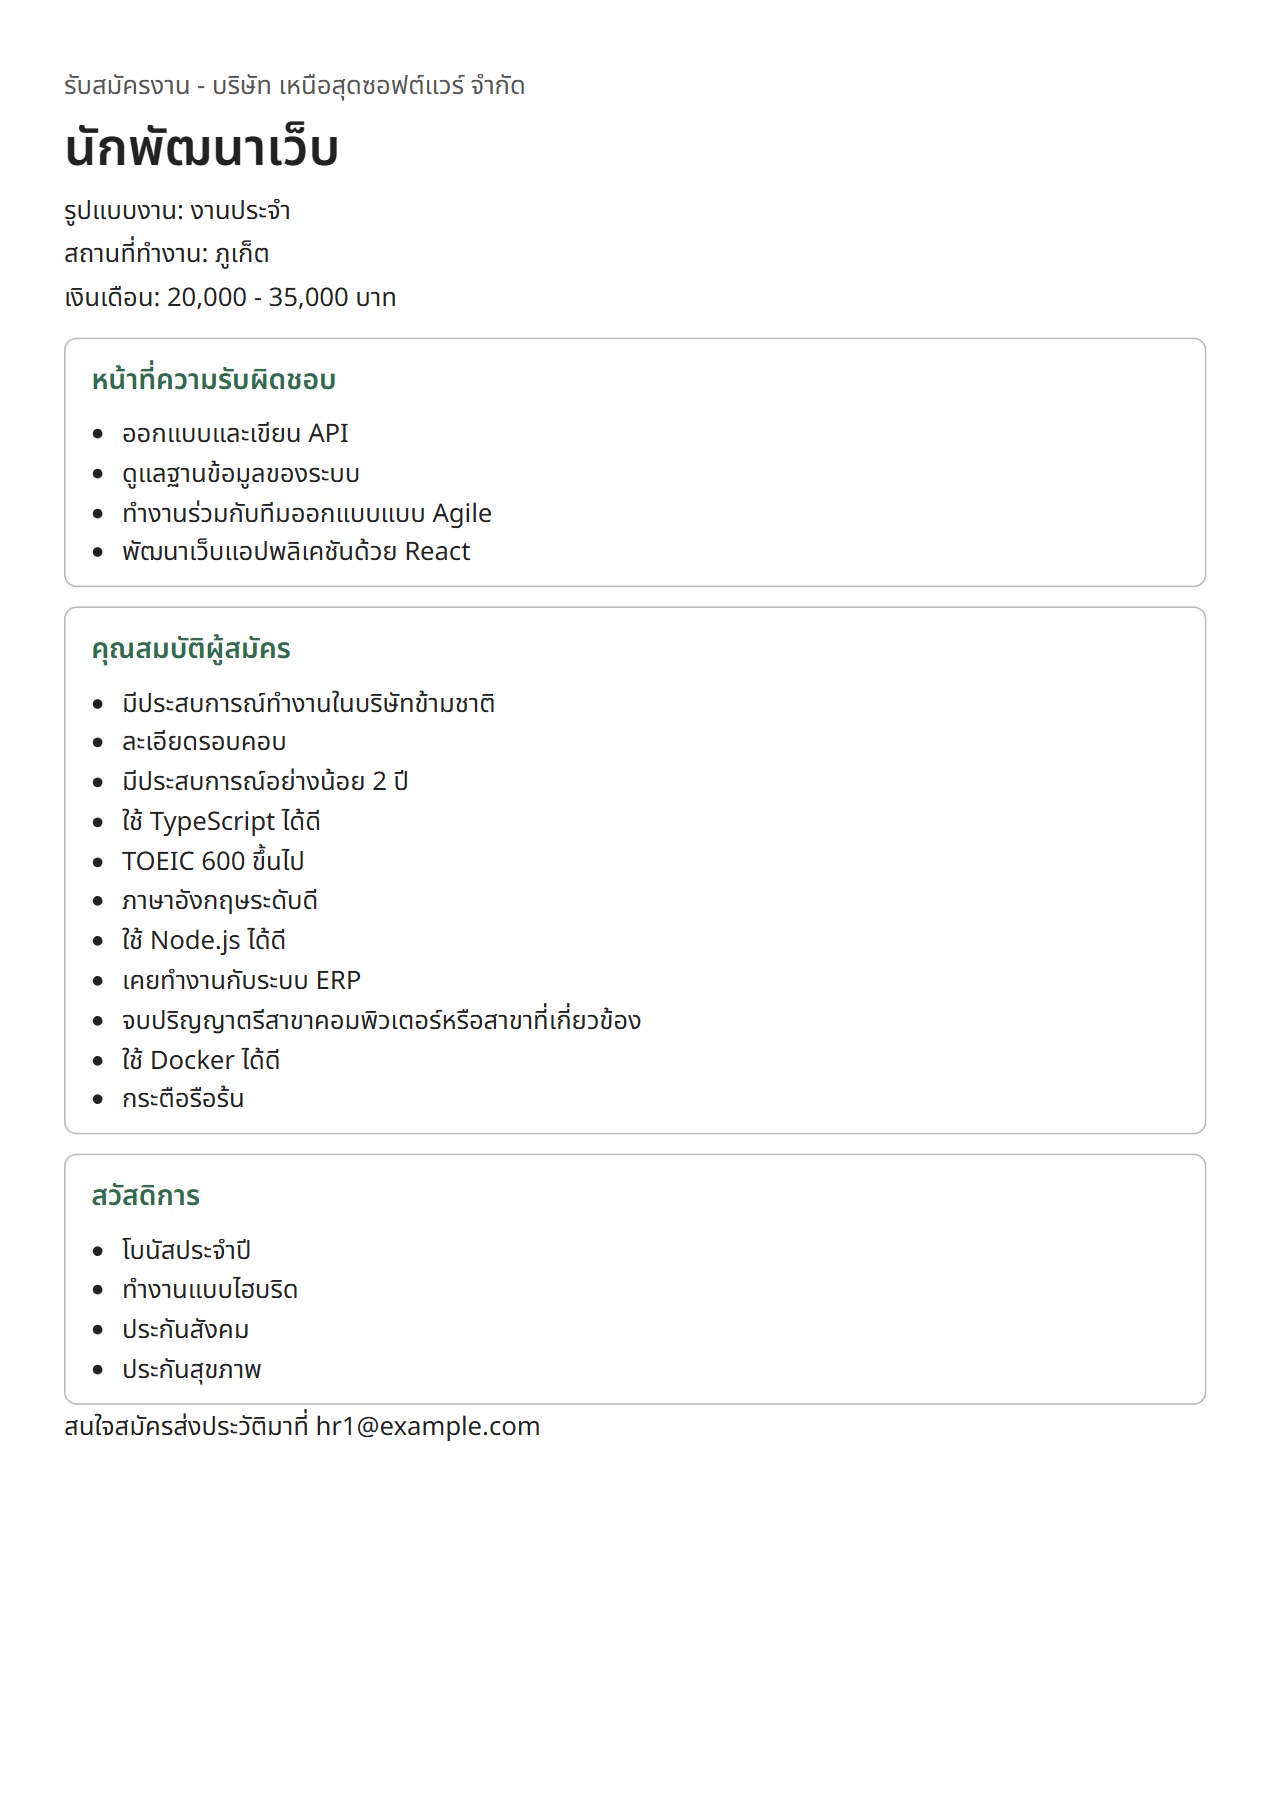 รับสมัครงาน - บริษัท เหนือสุดซอฟต์แวร์ จำกัด
นักพัฒนาเว็บ
รูปแบบงาน: งานประจำ
สถานที่ทำงาน: ภูเก็ต
เงินเดือน: 20,000 - 35,000 บาท
หน้าที่ความรับผิดชอบ
• ออกแบบและเขียน API
• ดูแลฐานข้อมูลของระบบ
• ทำงานร่วมกับทีมออกแบบแบบ Agile
• พัฒนาเว็บแอปพลิเคชันด้วย React
คุณสมบัติผู้สมัคร
• มีประสบการณ์ทำงานในบริษัทข้ามชาติ
• ละเอียดรอบคอบ
• มีประสบการณ์อย่างน้อย 2 ปี
• ใช้ TypeScript ได้ดี
• TOEIC 600 ขึ้นไป
• ภาษาอังกฤษระดับดี
• ใช้ Node.js ได้ดี
• เคยทำงานกับระบบ ERP
• จบปริญญาตรีสาขาคอมพิวเตอร์หรือสาขาที่เกี่ยวข้อง
• ใช้ Docker ได้ดี
• กระตือรือร้น
สวัสดิการ
• โบนัสประจำปี
• ทำงานแบบไฮบริด
• ประกันสังคม
• ประกันสุขภาพ
สนใจสมัครส่งประวัติมาที่ hr1@example.com